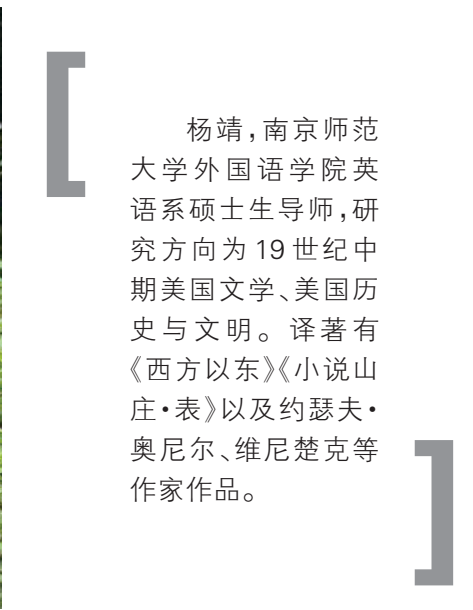 杨靖,南京师范
大学外国语学院英
语系硕士生导师,研
究方向为19世纪中
期美国文学、美国历
史与文明。译著有
《西方以东》《小说山
庄·表》以及约瑟夫·
奥尼尔、维尼楚克等
作家作品。